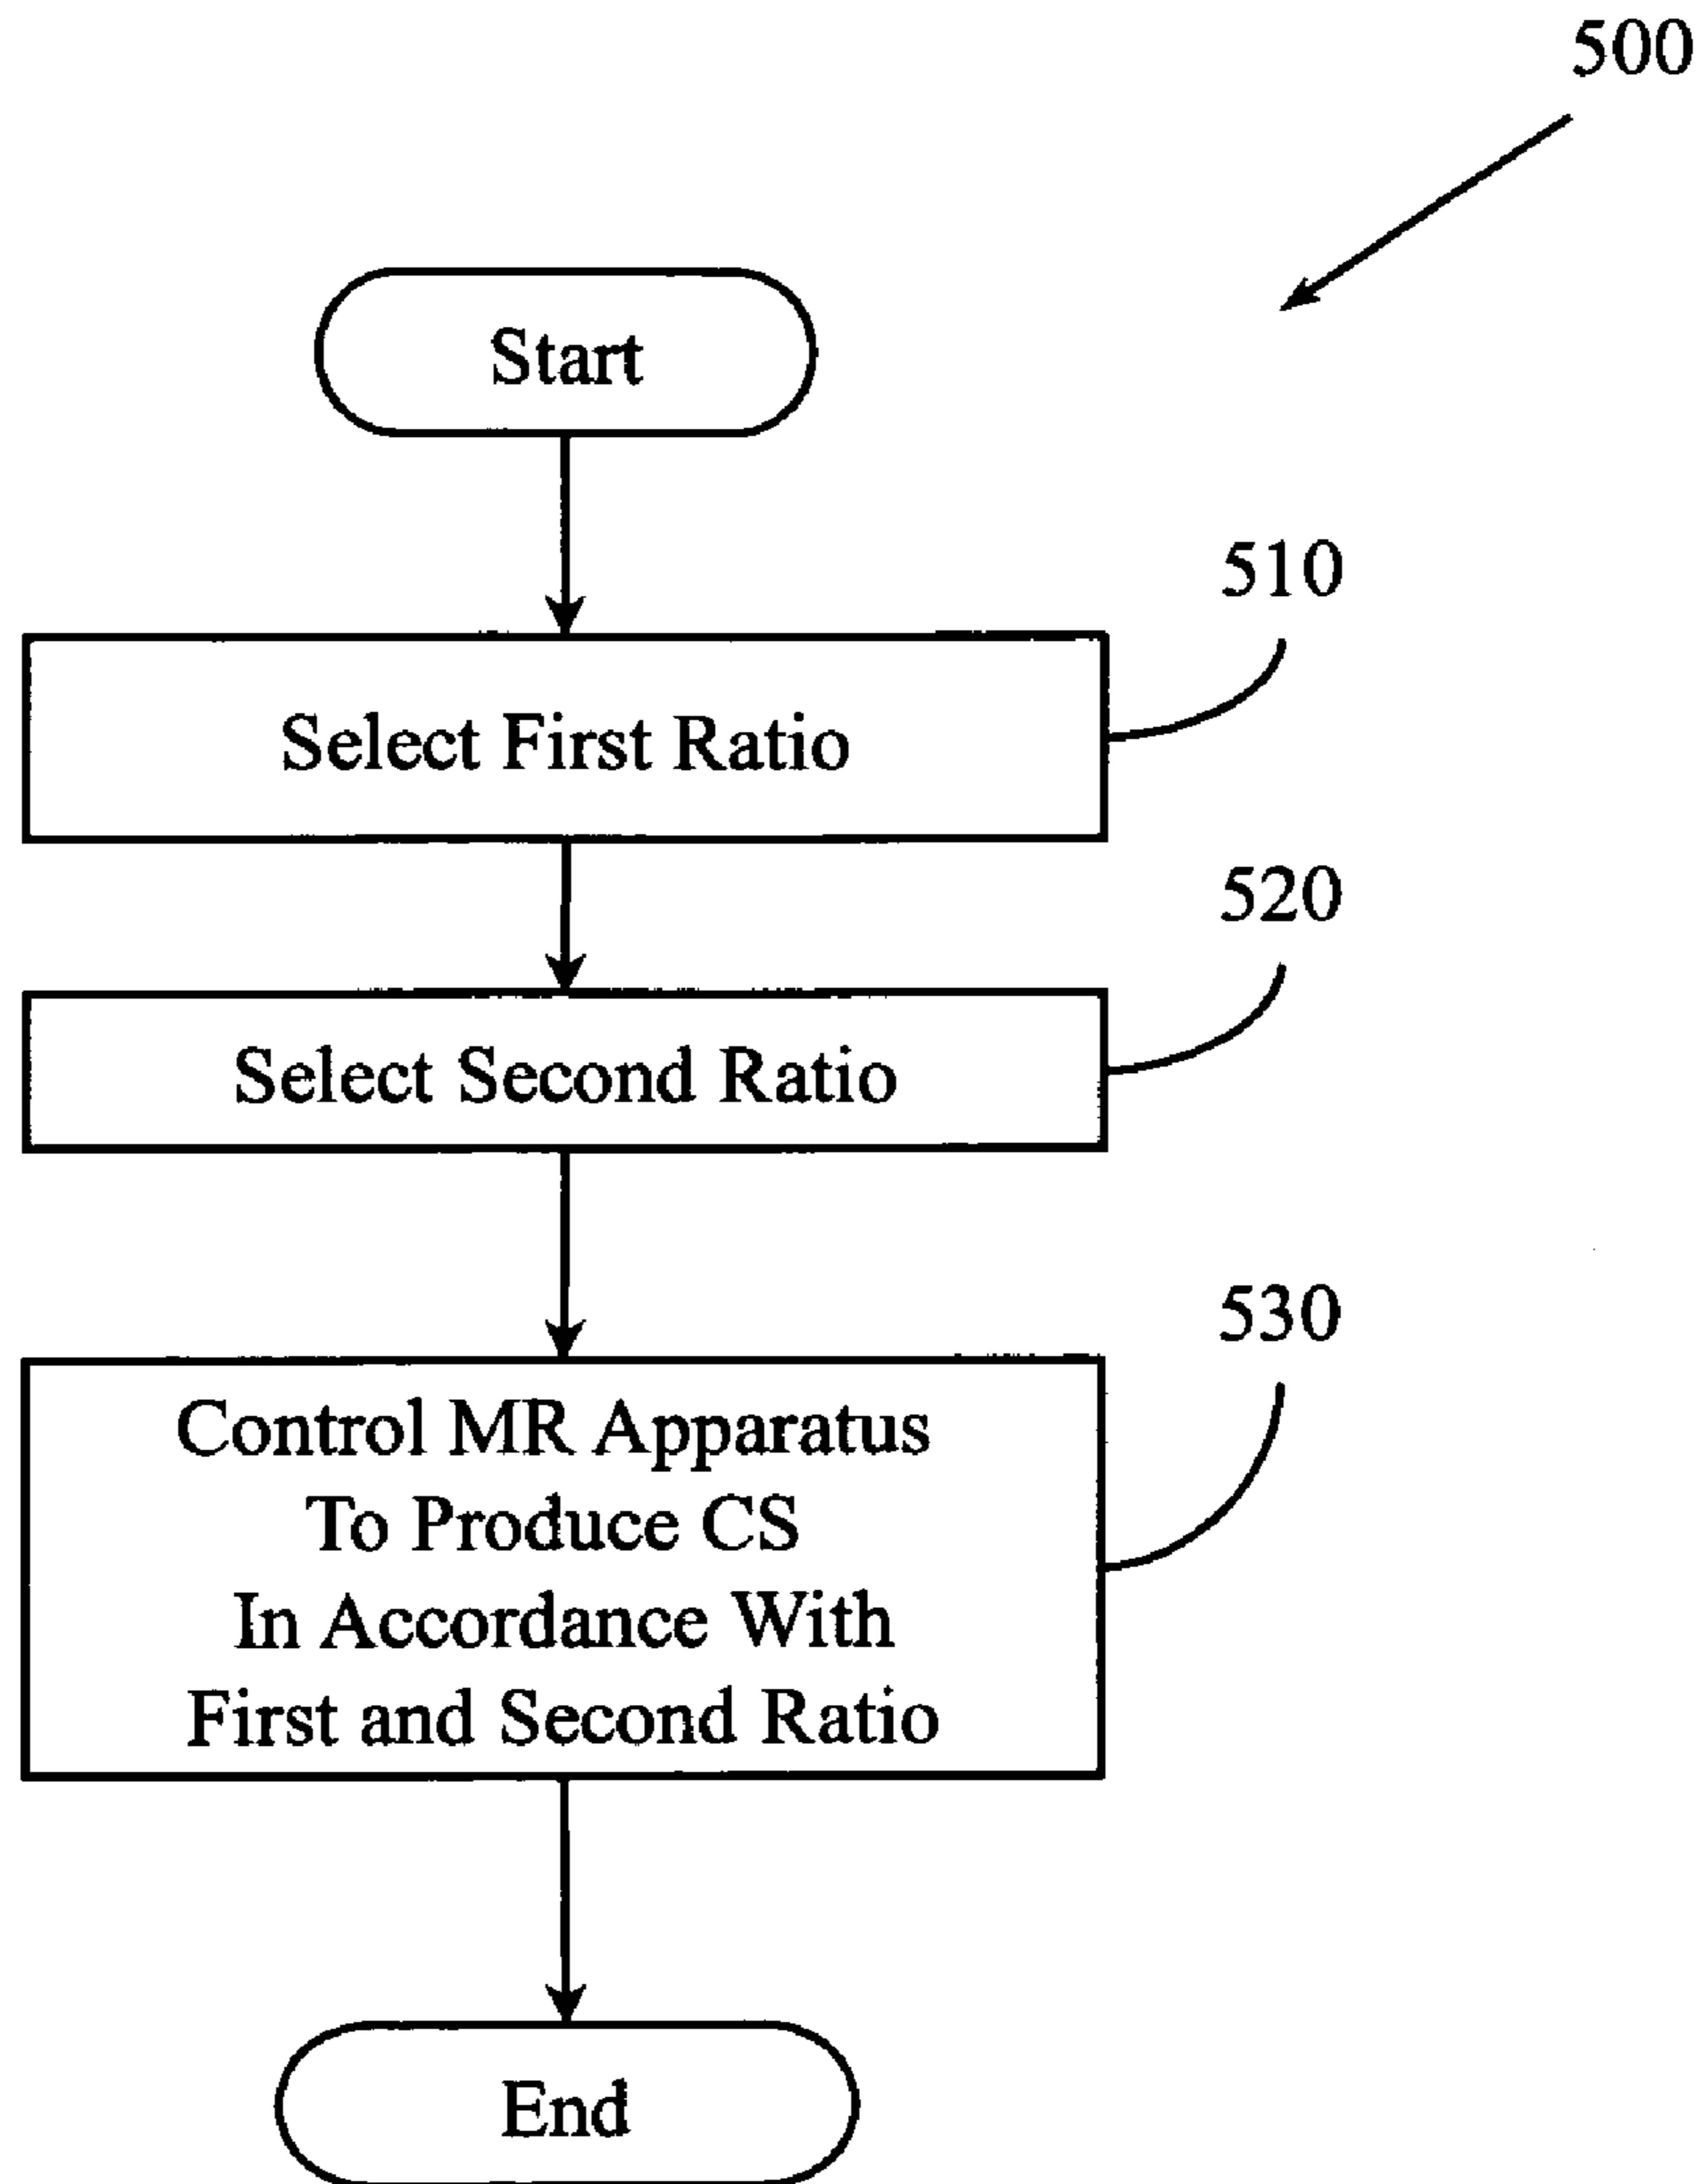 500
Start
510
Select First Ratio
520
Select Second Ratio
530
Control MR Apparatus
To Produce CS
In Accordance With
First and Second Ratio
End